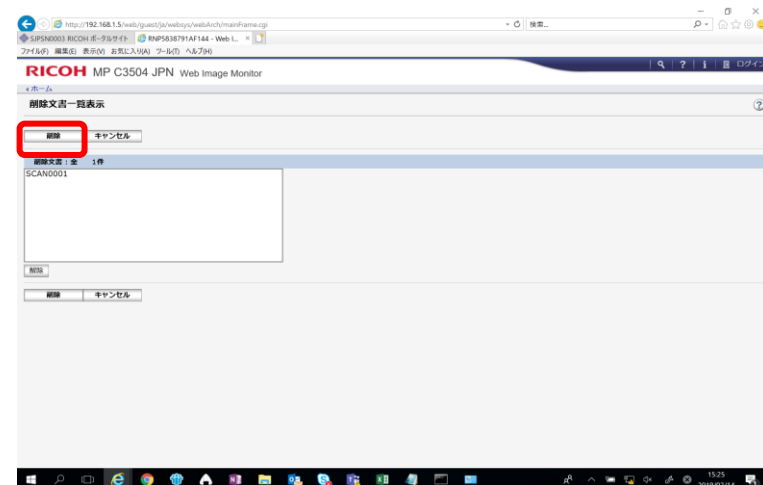 http://192.168.1.5/web/guest/ja/websys/webArch/mainFrame.cgi
検索...
SJPSN0003 RICOH ポータルサイト
RNP5838791AF144 - Web I...
ファイル(F) 編集(E) 表示(V) お気に入り(A) ツール(T) ヘルプ(H)
RICOH MP C3504 JPN Web Image Monitor
ログイン
ホーム
削除文書一覧表示
削除 キャンセル
削除文書：全 1件
SCAN0001
解除
削除 キャンセル
15:25
2019/02/14